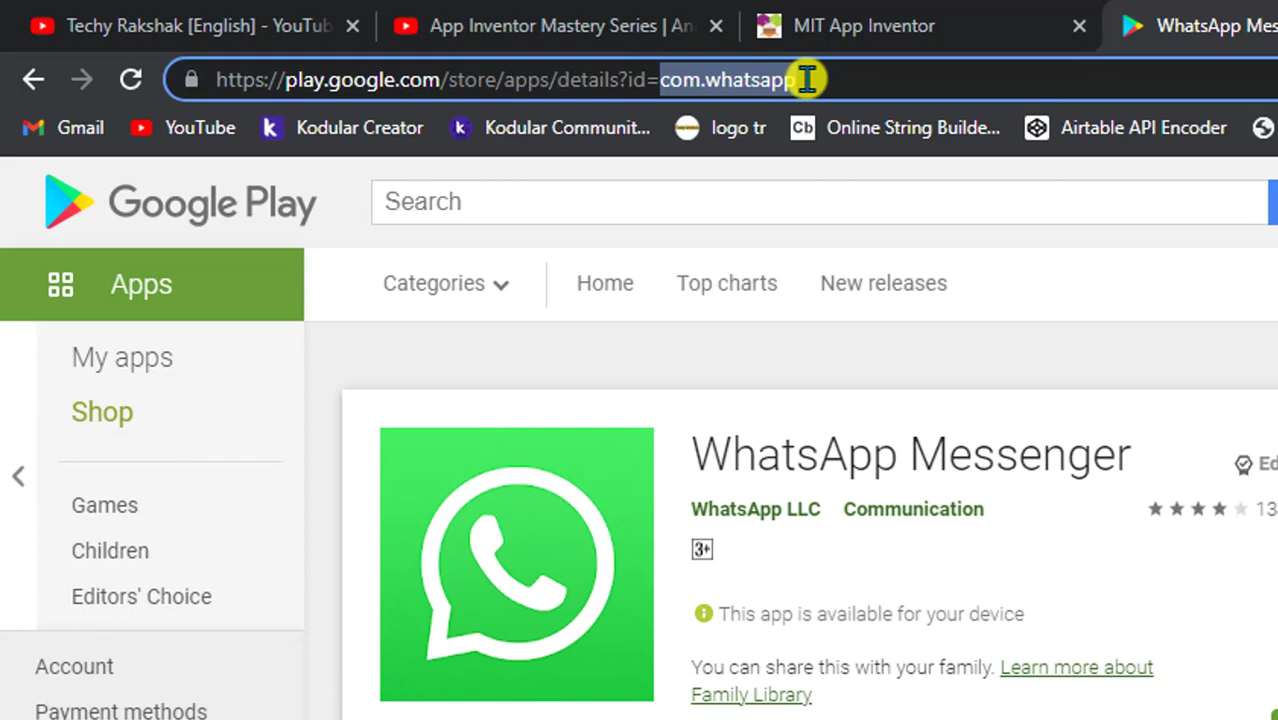 Techy Rakshak [English] - YouTub
App Inventor Mastery Series | An
MIT App Inventor
WhatsApp Mes
https://play.google.com/store/apps/details?id=com.whatsapp
Gmail
YouTube
Kodular Creator
Kodular Communit...
logo tr
Cb
Online String Builde...
Airtable API Encoder
Google Play
Search
Apps
Categories
Home
Top charts
New releases
My apps
Shop
Games
Children
Editors' Choice
Account
Payment methods
WhatsApp Messenger
Ed
WhatsApp LLC
Communication
13
3+
This app is available for your device
You can share this with your family. Learn more about
Family Library